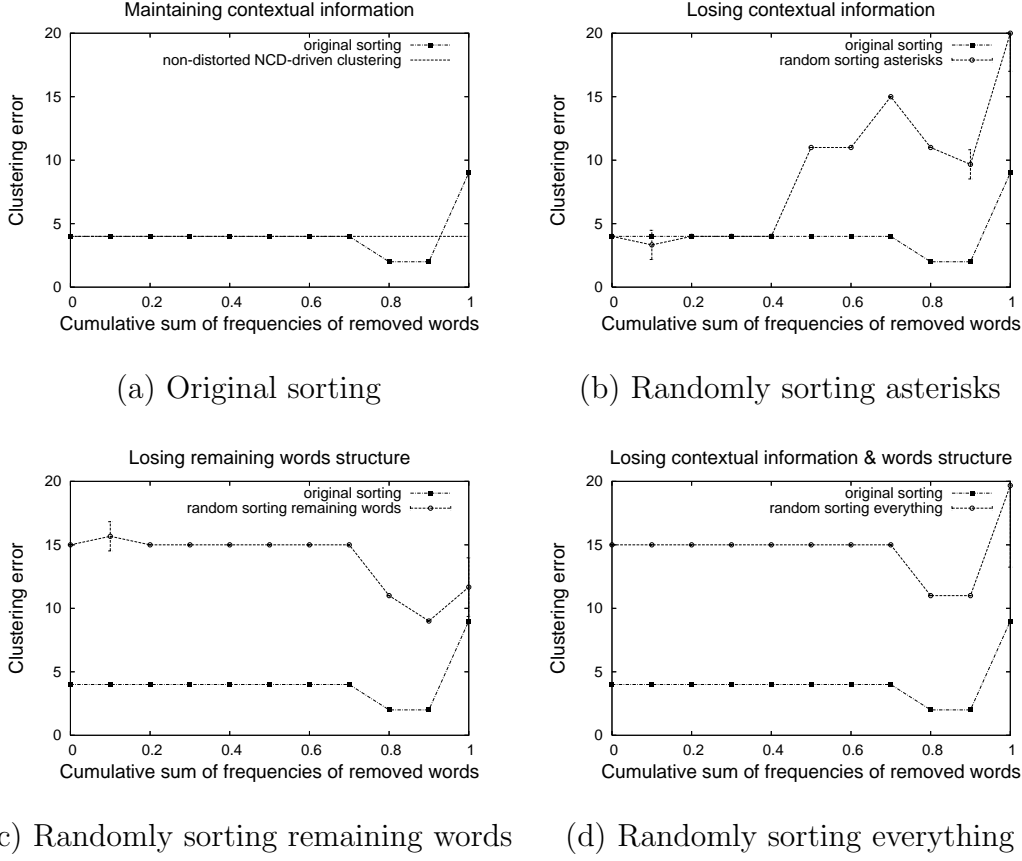 Maintaining contextual information
20
15
10
5
0
Clustering error
original sorting
non-distorted NCD-driven clustering
0 0.2 0.4 0.6 0.8 1
Cumulative sum of frequencies of removed words
(a) Original sorting
Losing contextual information
20
15
10
5
0
Clustering error
original sorting
random sorting asterisks
0 0.2 0.4 0.6 0.8 1
Cumulative sum of frequencies of removed words
(b) Randomly sorting asterisks
Losing remaining words structure
20
15
10
5
0
Clustering error
original sorting
random sorting remaining words
0 0.2 0.4 0.6 0.8 1
Cumulative sum of frequencies of removed words
c) Randomly sorting remaining words
Losing contextual information & words structure
20
15
10
5
0
Clustering error
original sorting
random sorting everything
0 0.2 0.4 0.6 0.8 1
Cumulative sum of frequencies of removed words
(d) Randomly sorting everything